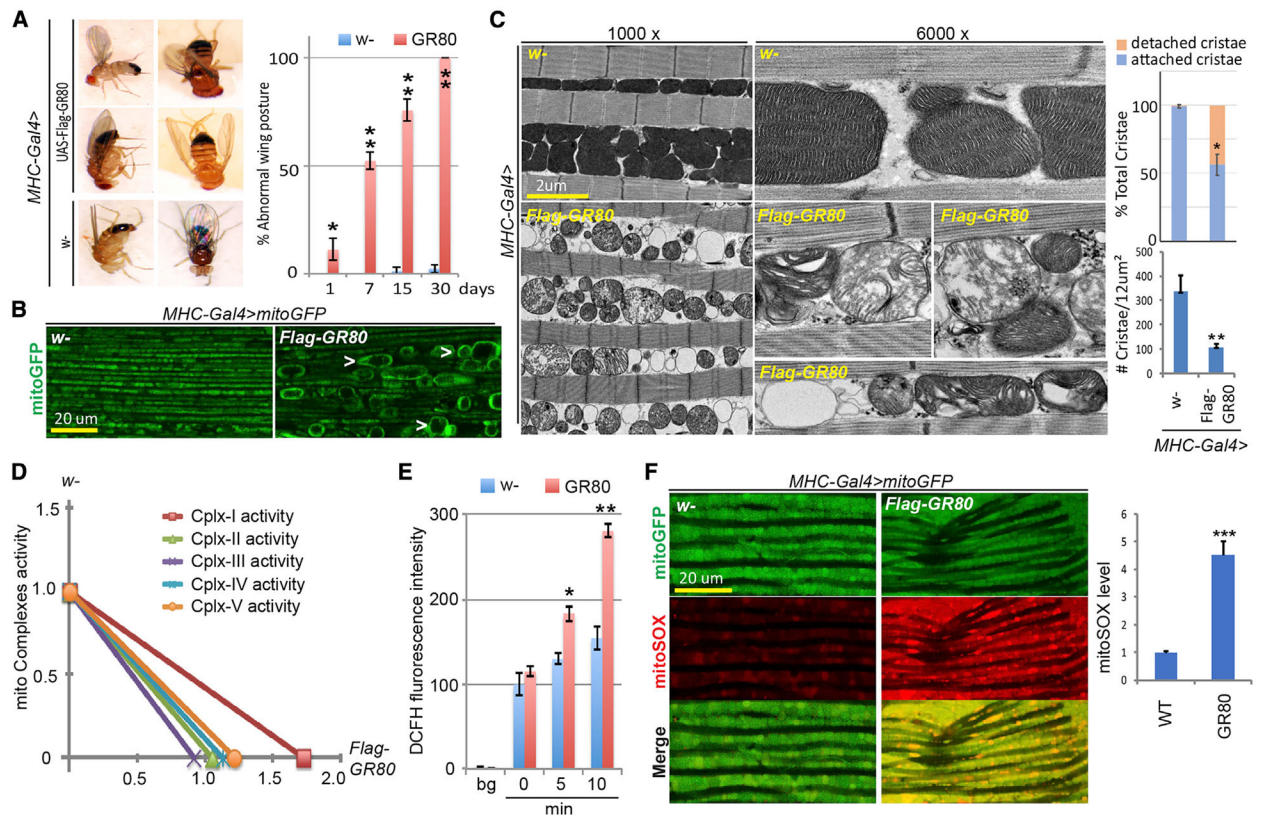 A
MHC-Gal4>
UAS-Flag-GR80
w-
w- GR80
% Abnormal wing posture
100
50
0
*
**
**
**
1 7 15 30 days
B
MHC-Gal4>mitoGFP
mitoGFP
w-
20 um
Flag-GR80
>
>
>
C
MHC-Gal4>
1000 x
6000 x
w-
2um
w-
Flag-GR80
Flag-GR80
Flag-GR80
Flag-GR80
detached cristae
attached cristae
% Total Cristae
100
50
0
*
# Cristae/12um²
500
400
300
200
100
0
**
w-
Flag-
GR80
MHC-Gal4>
D
w-
mito Complexes activity
1.5
1.0
0.5
0
Cplx-I activity
Cplx-II activity
Cplx-III activity
Cplx-IV activity
Cplx-V activity
0.5 1.0 1.5 2.0
Flag-
GR80
E
w- GR80
DCFH flurorescence intensity
300
200
100
0
*
**
bg 0 5 10
min
F
MHC-Gal4>mitoGFP
w-
Flag-GR80
mitoGFP
20 um
mitoSOX
Merge
mitoSOX level
6
5
4
3
2
1
0
***
WT
GR80